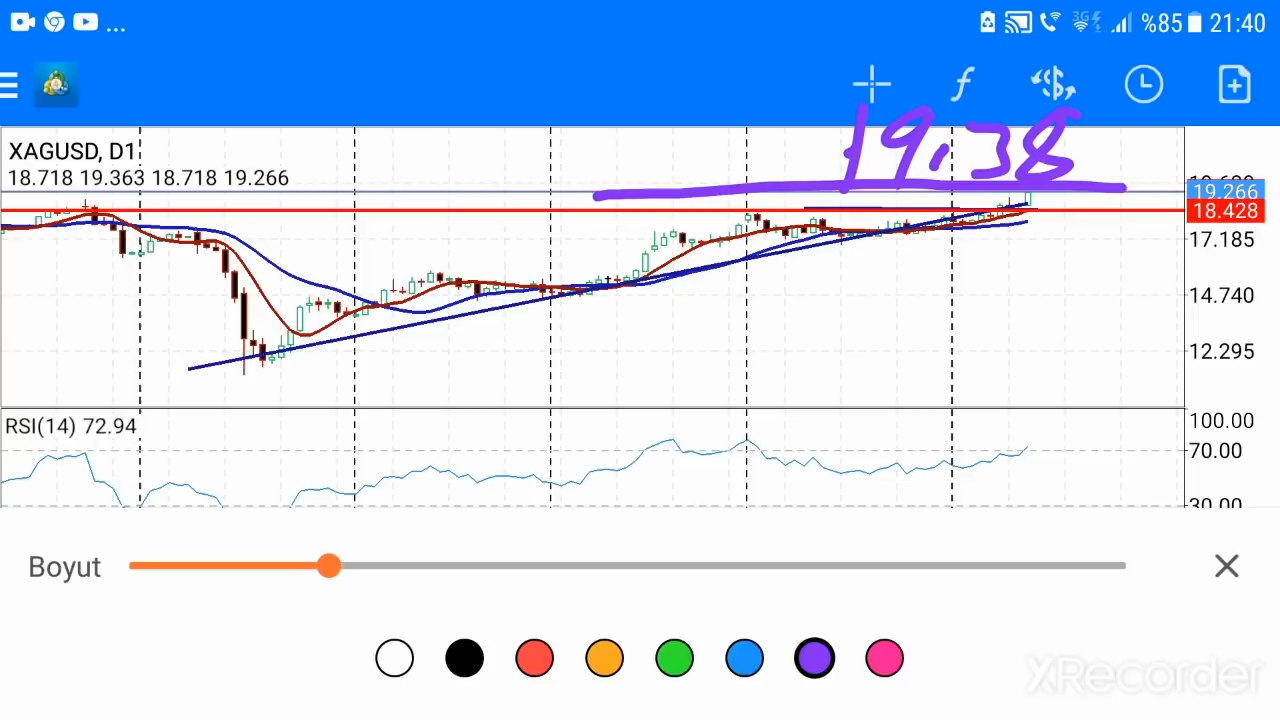 ... 3G %85 21:40
f $
19.38
XAGUSD, D1
18.718 19.363 18.718 19.266
19.266
18.428
17.185
14.740
12.295
RSI(14) 72.94
100.00
70.00
30.00
Boyut
XRecorder